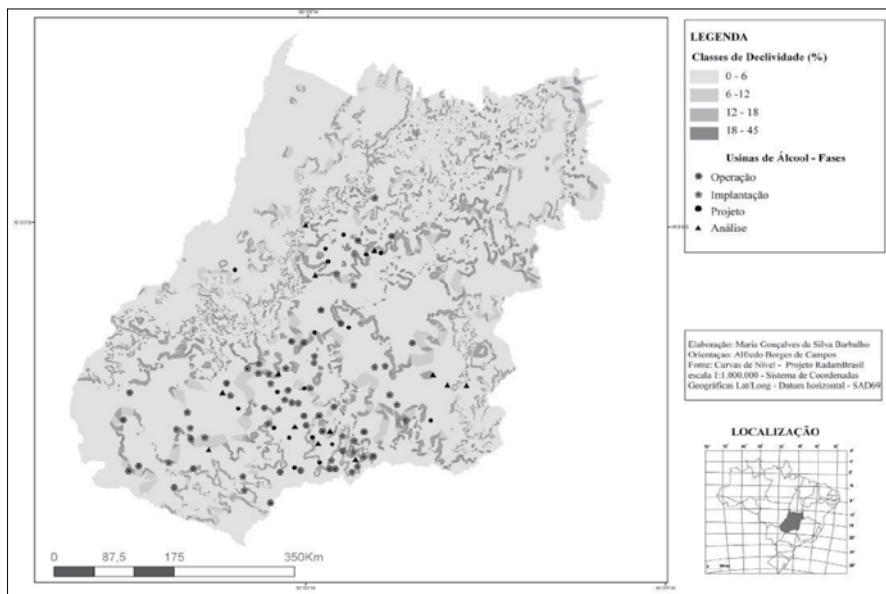 LEGENDA
Classes de Declividade (%)
0 - 6
6 -12
12 - 18
18 - 45
Usinas de Álcool - Fases
Operação
Implantação
Projeto
Análise
Elaboração: Maria Gonçalves da Silva Barbalho
Orientaçao: Alfredo Borges de Campos
Fonte: Curvas de Nível - Projeto RadamBrasil
escala 1:1.000.000 - Sistema de Coordenadas
Geográficas Lat/Long - Datum horizontal - SAD69
LOCALIZAÇÃO
0 87,5 175 350Km